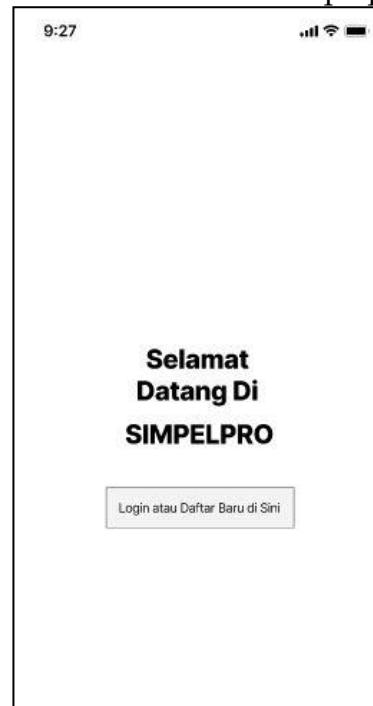 9:27
Selamat
Datang Di
SIMPELPRO
Login atau Daftar Baru di Sini